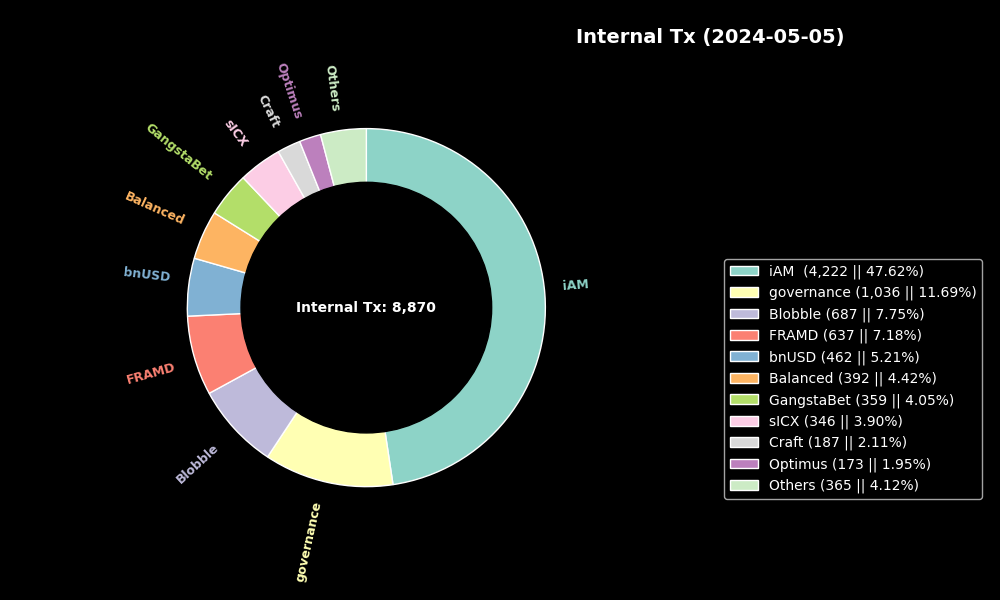 Internal Tx (2024-05-05)
Others
Optimus
Craft
sICX
GangstaBet
Balanced
bnUSD
FRAMD
Blobble
governance
iAM
Internal Tx: 8,870
iAM  (4,222 || 47.62%)
governance (1,036 || 11.69%)
Blobble (687 || 7.75%)
FRAMD (637 || 7.18%)
bnUSD (462 || 5.21%)
Balanced (392 || 4.42%)
GangstaBet (359 || 4.05%)
sICX (346 || 3.90%)
Craft (187 || 2.11%)
Optimus (173 || 1.95%)
Others (365 || 4.12%)